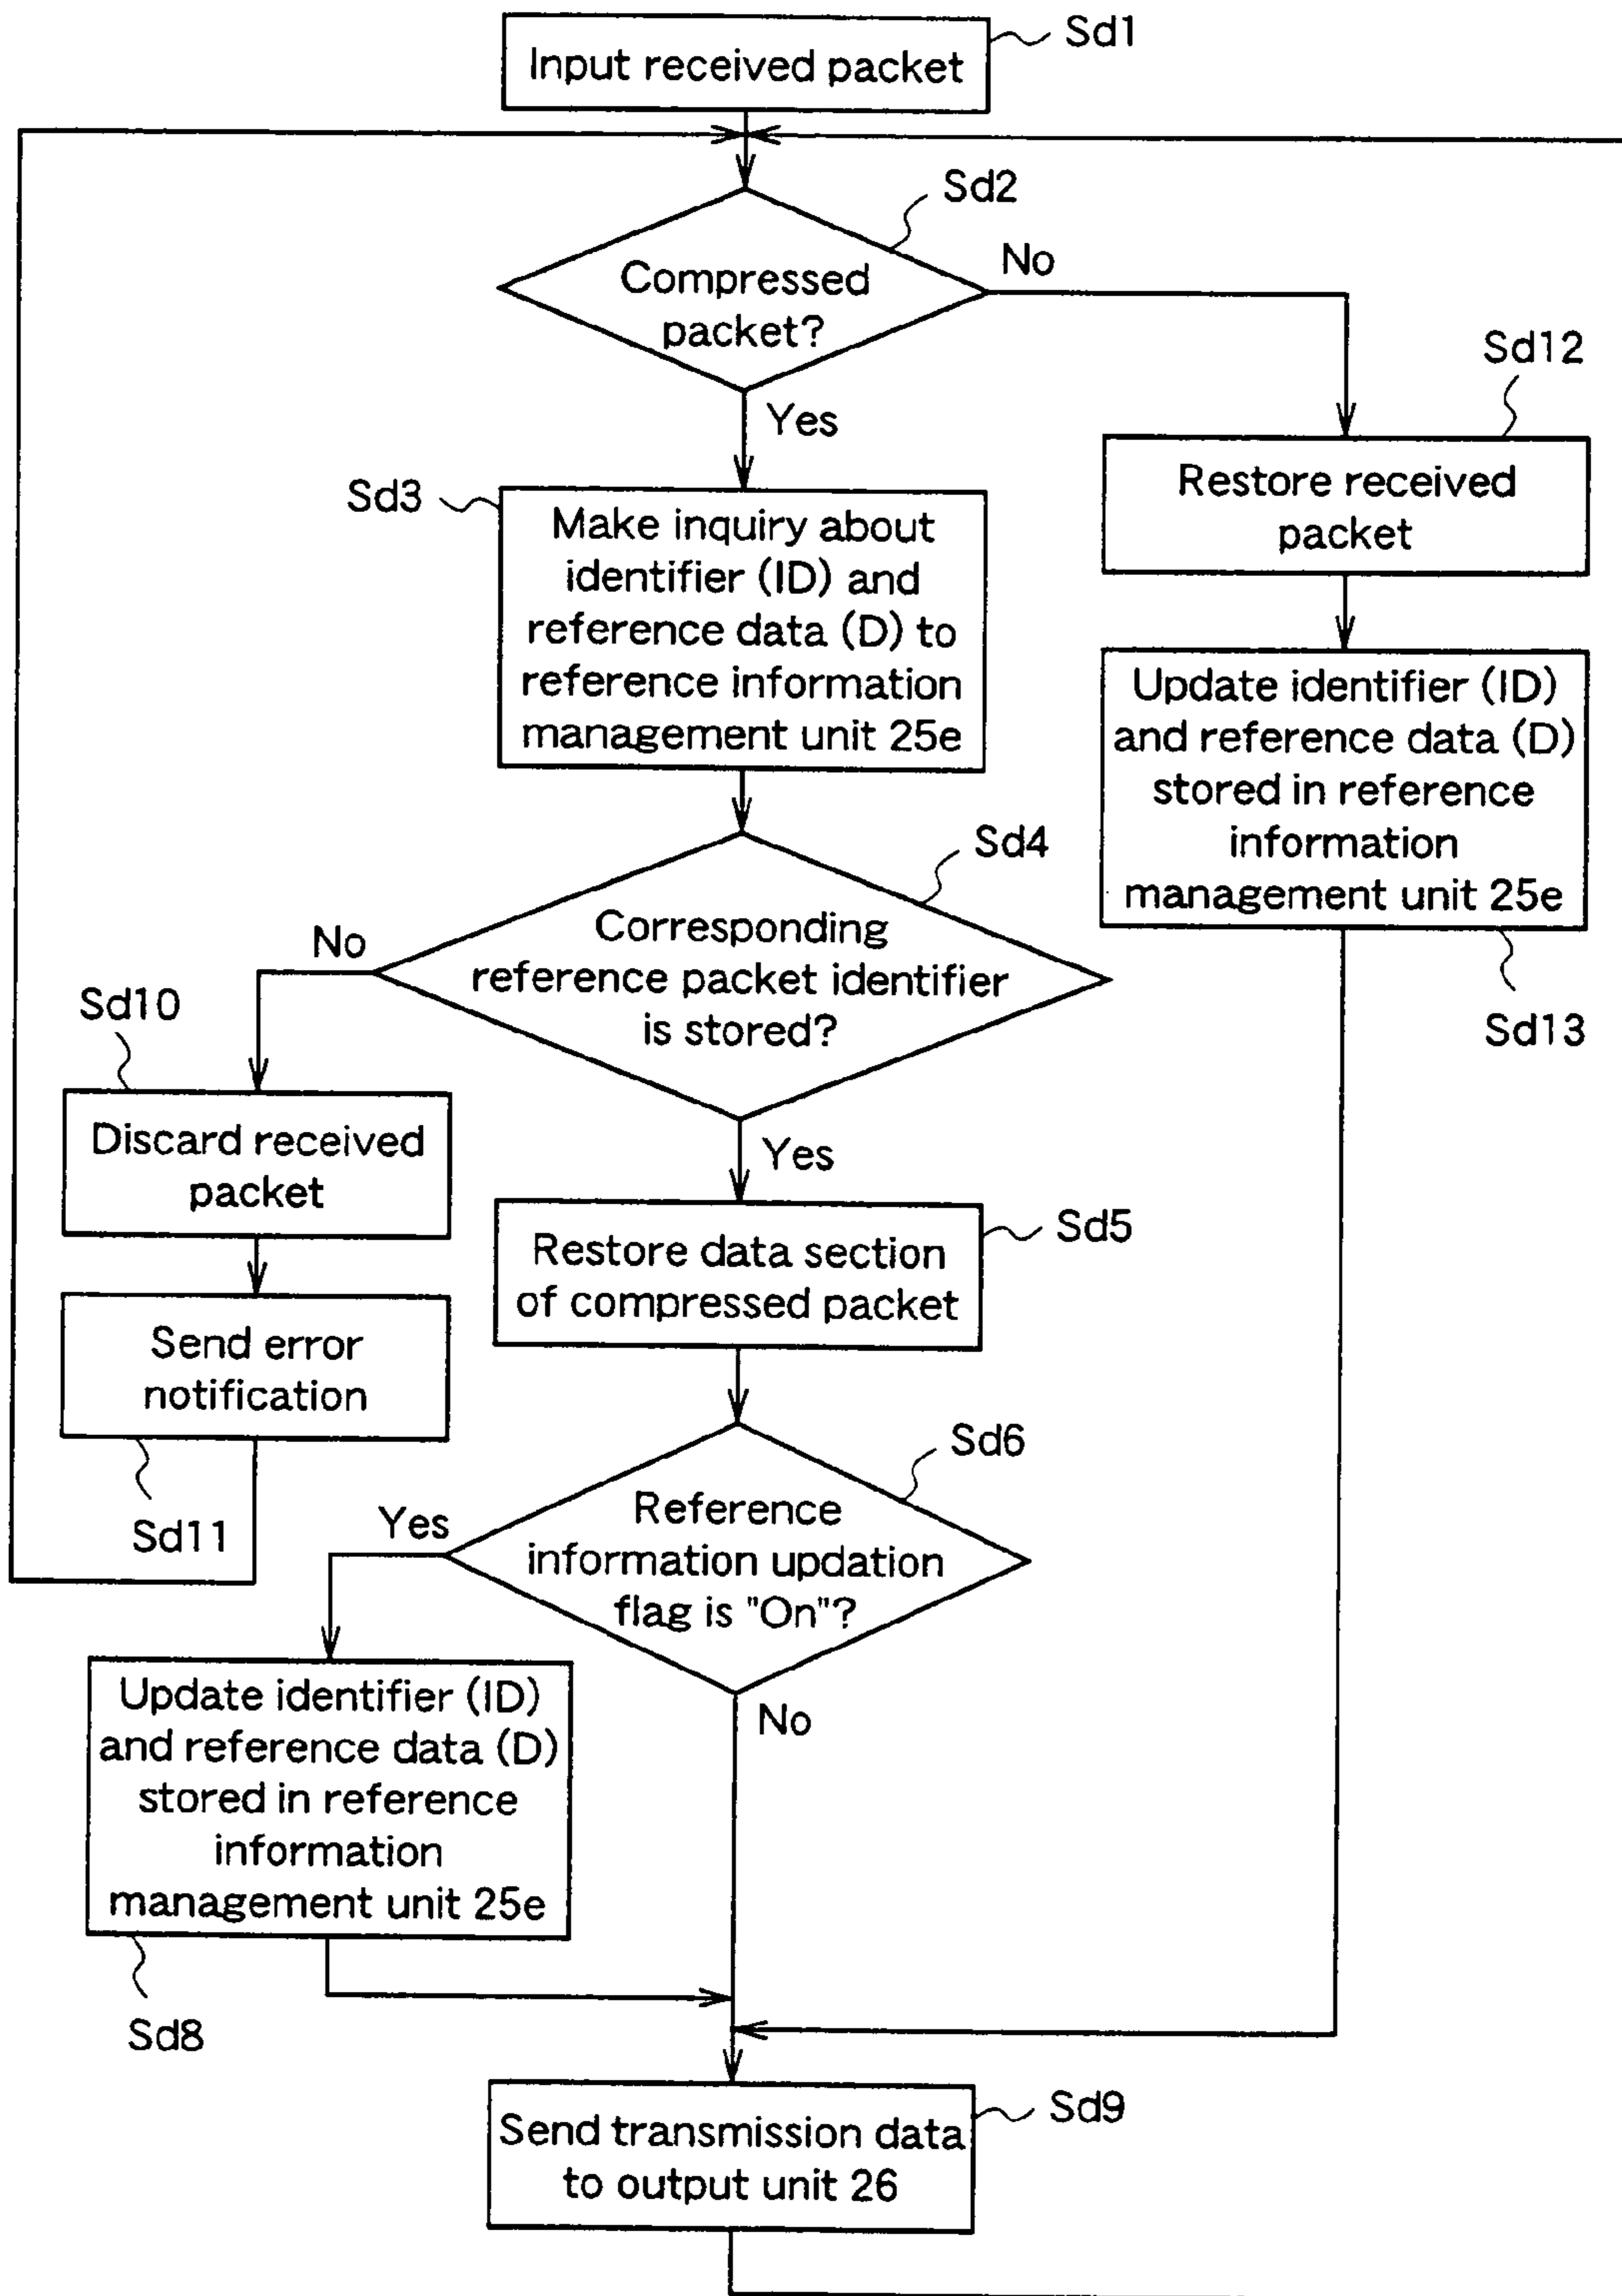 Sd1
Input received packet
Sd2
Compressed
packet?
No
Yes
Sd12
Restore received
packet
Sd3
Make inquiry about
identifier (ID) and
reference data (D) to
reference information
management unit 25e
Update identifier (ID)
and reference data (D)
stored in reference
information
management unit 25e
Sd13
Sd4
Corresponding
reference packet identifier
is stored?
No
Yes
Sd10
Discard received
packet
Send error
notification
Sd11
Sd5
Restore data section
of compressed packet
Sd6
Reference
information updation
flag is "On"?
Yes
No
Update identifier (ID)
and reference data (D)
stored in reference
information
management unit 25e
Sd8
Sd9
Send transmission data
to output unit 26